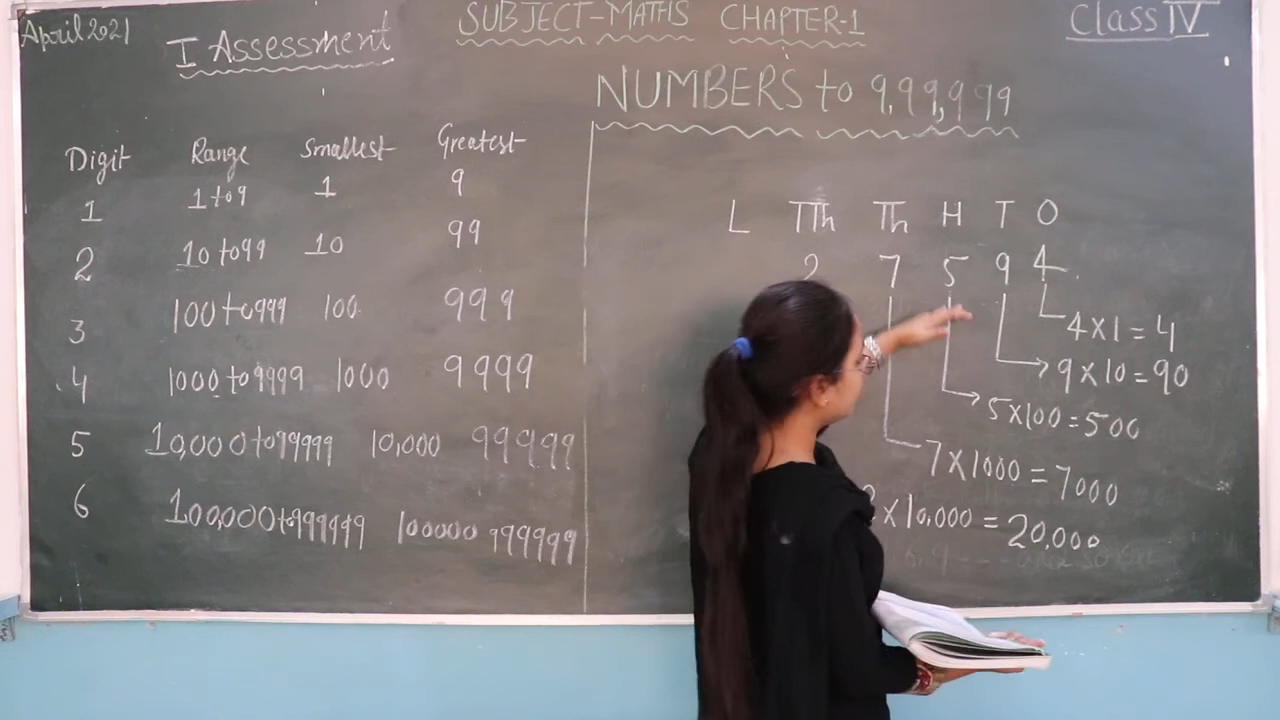 April 2021
I Assessment
SUBJECT-MATHS CHAPTER-1
Class IV
NUMBERS to 9,99,999
Digit Range Smallest Greatest
1 1 to 9 1 9
2 10 to 99 10 99
3 100 to 999 100 999
4 1000 to 9999 1000 9999
5 10,000 to 99999 10,000 99999
6 100,000 to 999999 100000 999999
L TTh Th H T O
2 7 5 9 4
4×1=4
9×10=90
5×100=500
7×1000=7000
2×10,000=20,000